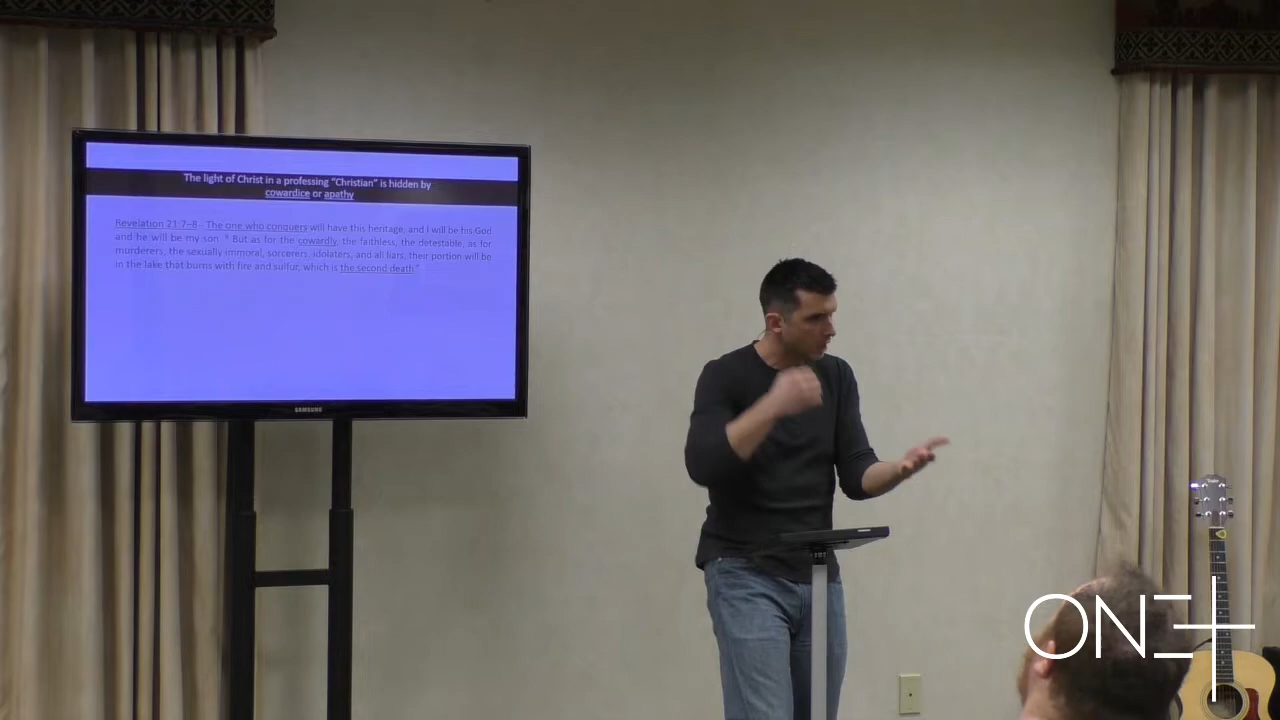 The light of Christ in a professing “Christian” is hidden by
cowardice or apathy
Revelation 21:7–8 - The one who conquers will have this heritage, and I will be his God
and he will be my son. 8 But as for the cowardly, the faithless, the detestable, as for
murderers, the sexually immoral, sorcerers, idolaters, and all liars, their portion will be
in the lake that burns with fire and sulfur, which is the second death.”
SAMSUNG
Taylor
ONE